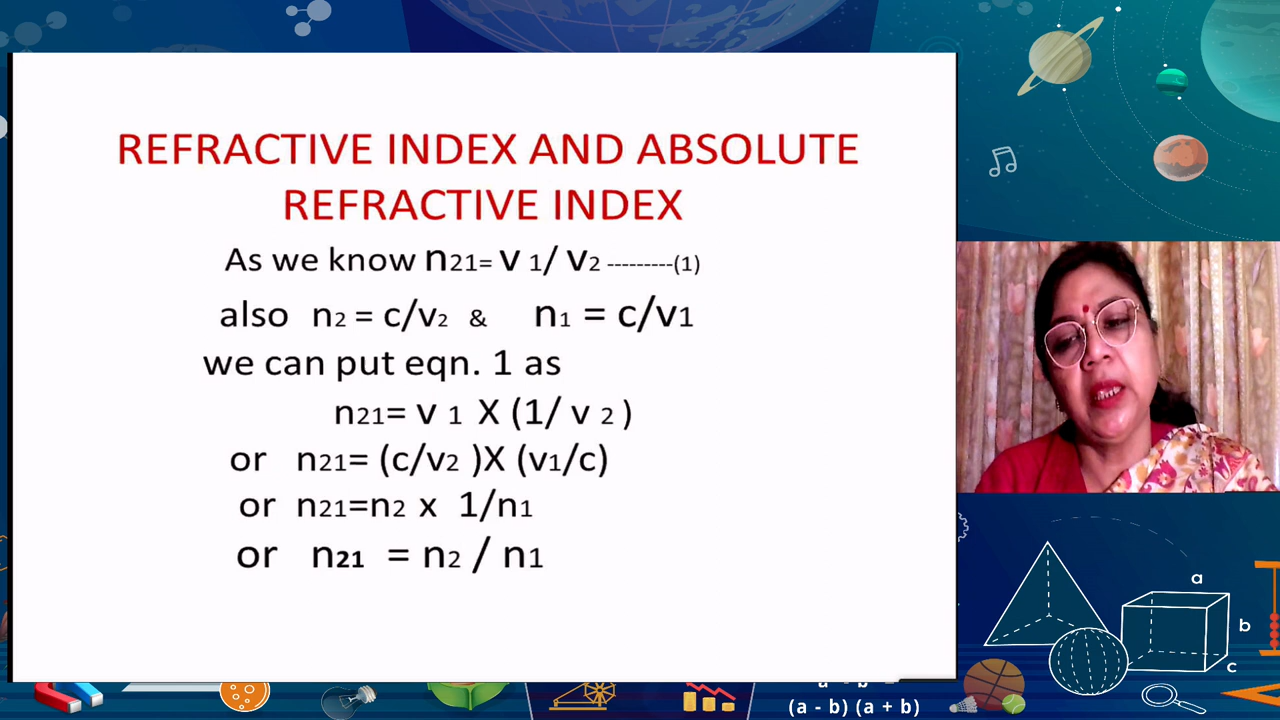 REFRACTIVE INDEX AND ABSOLUTE
REFRACTIVE INDEX
As we know n21= v 1/ v2 ---------(1)
also n2 = c/v2 & n1 = c/v1
we can put eqn. 1 as
n21= v 1 X (1/ v 2 )
or n21= (c/v2 )X (v1/c)
or n21=n2 x 1/n1
or n21 = n2 / n1
a
b
c
(a - b) (a + b)